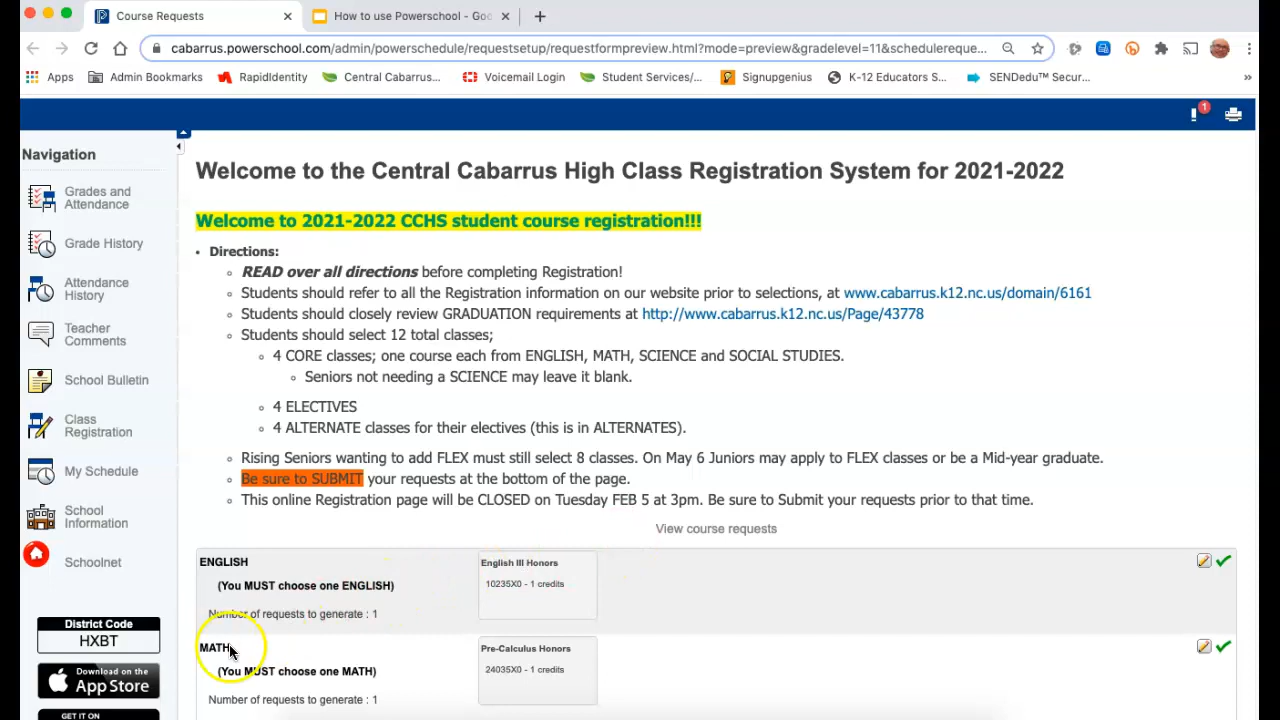 Course Requests
How to use Powerschool - Goo
cabarrus.powerschool.com/admin/powerschedule/requestsetup/requestformpreview.html?mode=preview&gradelevel=11&schedulereque...
Apps
Admin Bookmarks
RapidIdentity
Central Cabarrus...
Voicemail Login
Student Services/...
Signupgenius
K-12 Educators S...
SENDedu™ Secur...
»
1
Navigation
Grades and
Attendance
Grade History
Attendance
History
Teacher
Comments
School Bulletin
Class
Registration
My Schedule
School
Information
Schoolnet
District Code
HXBT
Download on the
App Store
GET IT ON
Welcome to the Central Cabarrus High Class Registration System for 2021-2022
Welcome to 2021-2022 CCHS student course registration!!!
Directions:
READ over all directions before completing Registration!
Students should refer to all the Registration information on our website prior to selections, at www.cabarrus.k12.nc.us/domain/6161
Students should closely review GRADUATION requirements at http://www.cabarrus.k12.nc.us/Page/43778
Students should select 12 total classes;
4 CORE classes; one course each from ENGLISH, MATH, SCIENCE and SOCIAL STUDIES.
Seniors not needing a SCIENCE may leave it blank.
4 ELECTIVES
4 ALTERNATE classes for their electives (this is in ALTERNATES).
Rising Seniors wanting to add FLEX must still select 8 classes. On May 6 Juniors may apply to FLEX classes or be a Mid-year graduate.
Be sure to SUBMIT your requests at the bottom of the page.
This online Registration page will be CLOSED on Tuesday FEB 5 at 3pm. Be sure to Submit your requests prior to that time.
View course requests
ENGLISH
(You MUST choose one ENGLISH)
Number of requests to generate : 1
English III Honors
10235X0 - 1 credits
MATH
(You MUST choose one MATH)
Number of requests to generate : 1
Pre-Calculus Honors
24035X0 - 1 credits